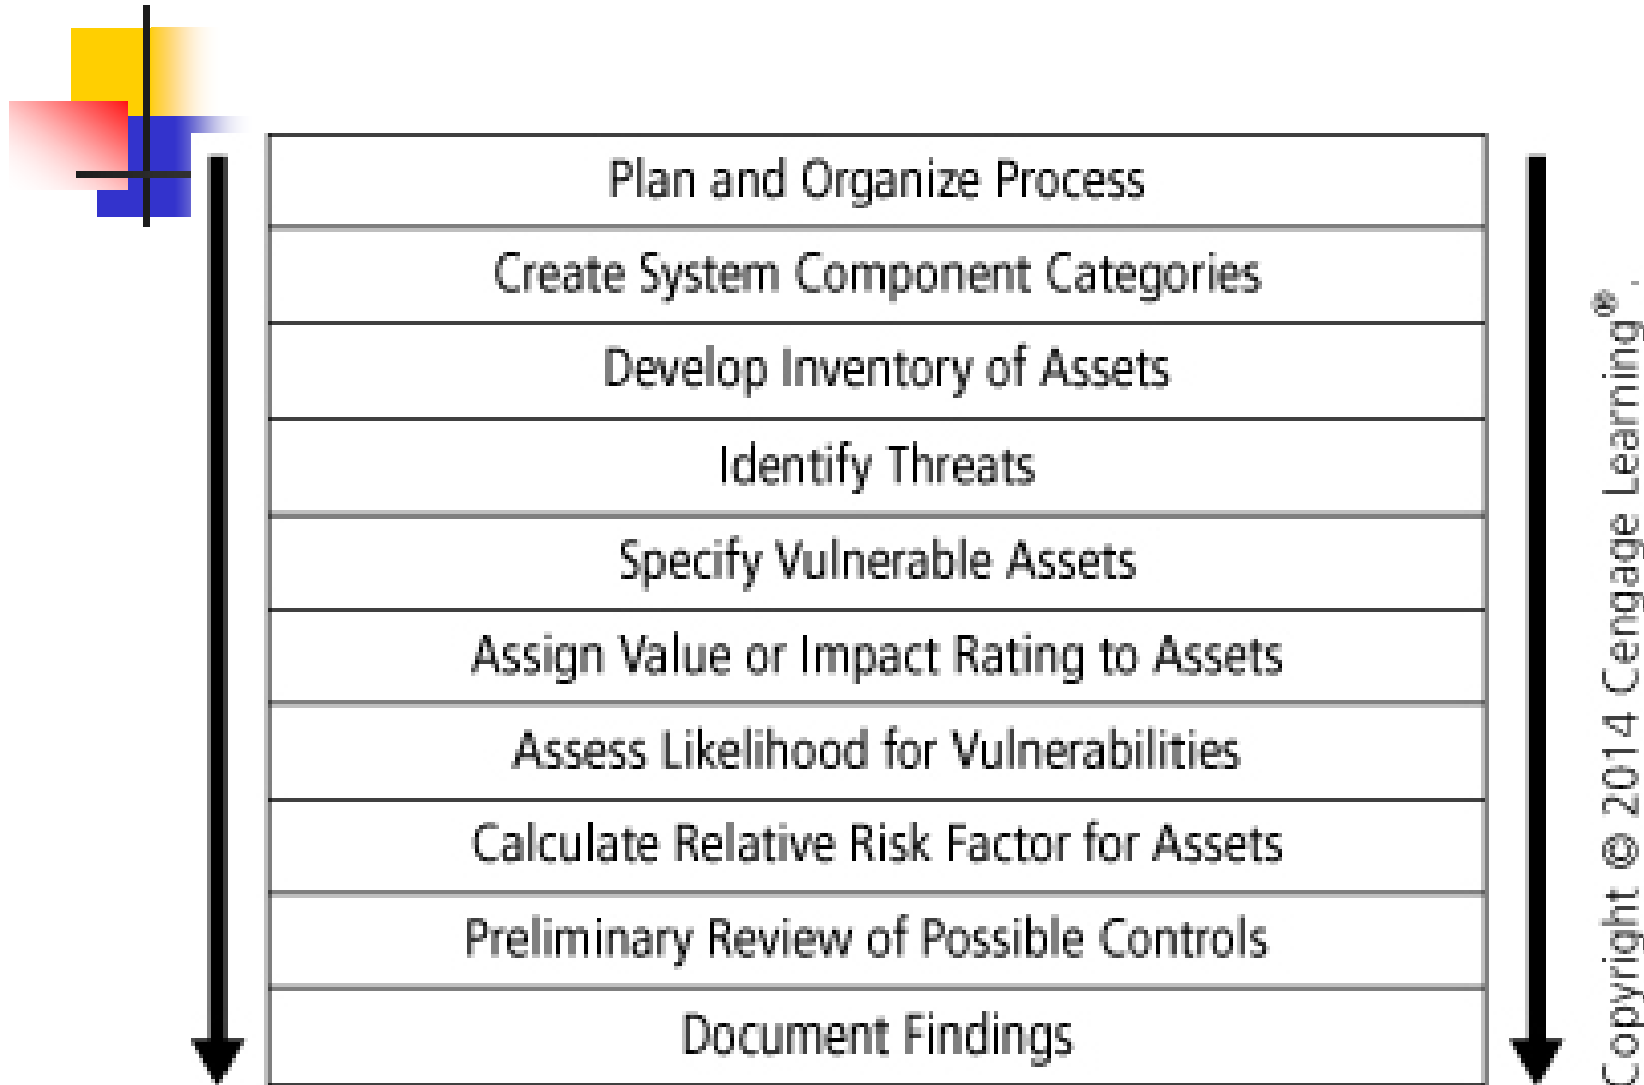 Plan and Organize Process
Create System Component Categories
Develop Inventory of Assets
Identify Threats
Specify Vulnerable Assets
Assign Value or Impact Rating to Assets
Assess Likelihood for Vulnerabilities
Calculate Relative Risk Factor for Assets
Preliminary Review of Possible Controls
Document Findings
Copyright © 2014 Cengage Learning®.